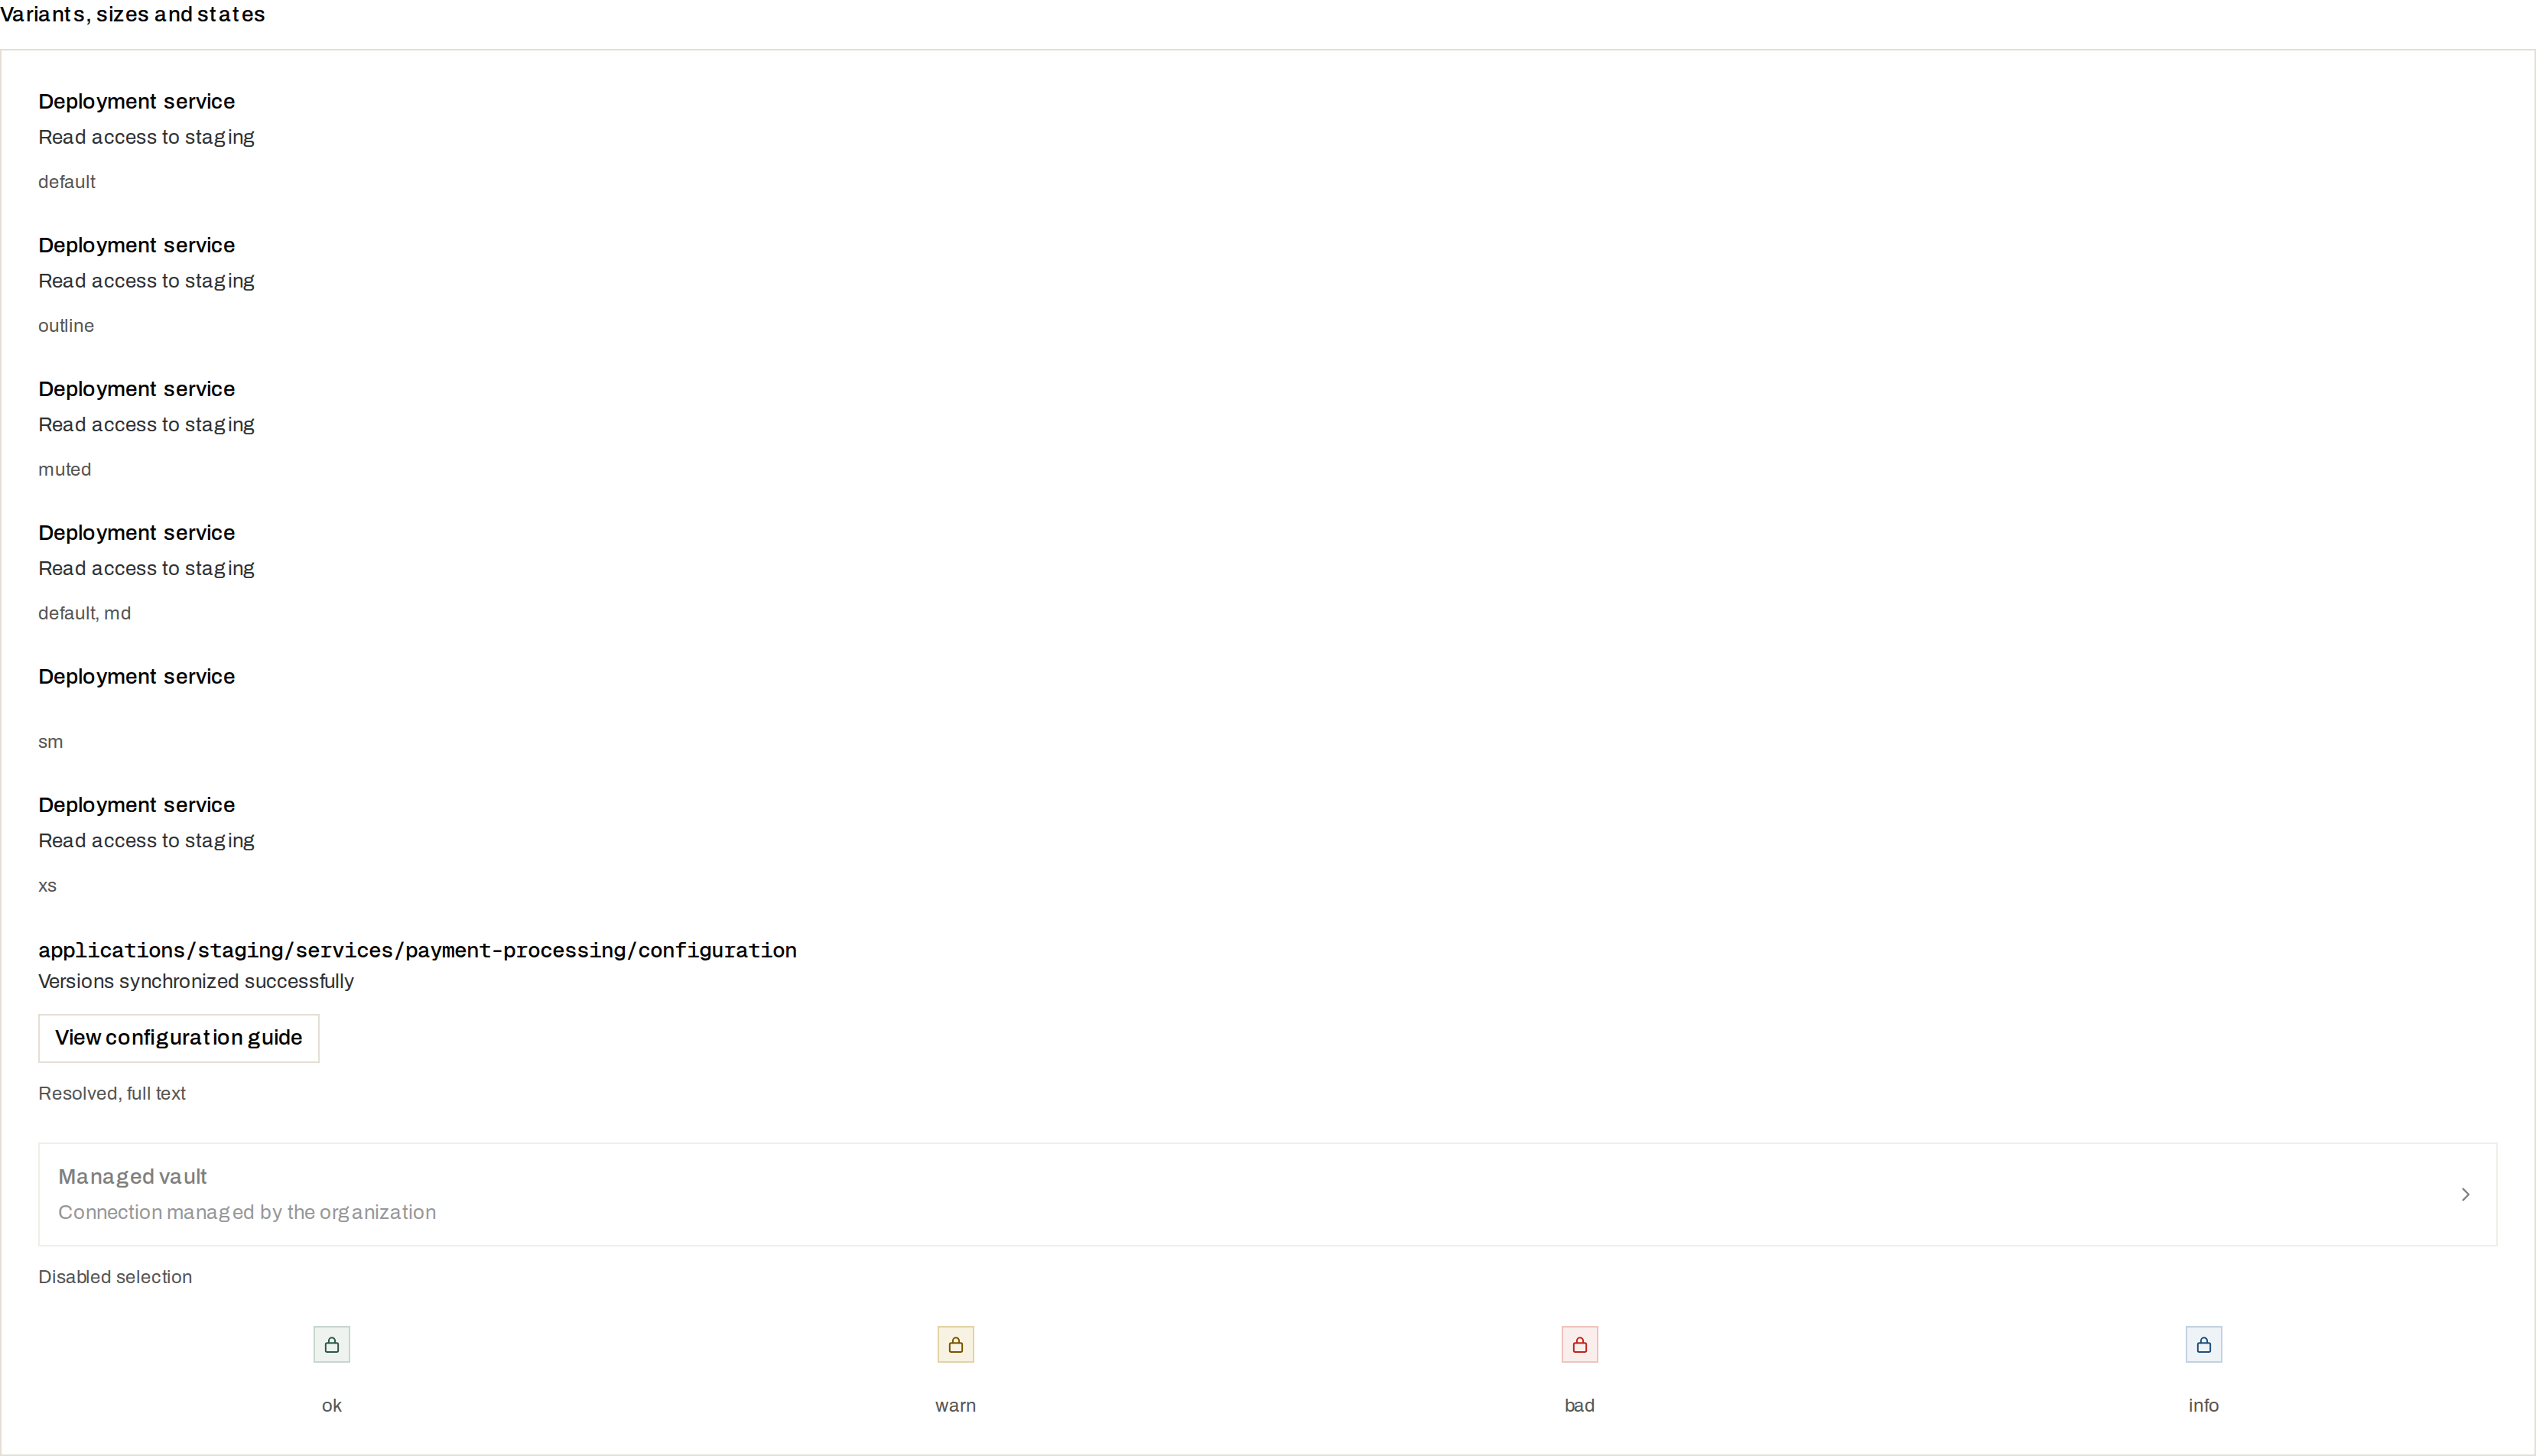 Variants, sizes and states
Deployment service
Read access to staging
default
Deployment service
Read access to staging
outline
Deployment service
Read access to staging
muted
Deployment service
Read access to staging
default, md
Deployment service
sm
Deployment service
Read access to staging
xs
applications/staging/services/payment-processing/configuration
Versions synchronized successfully
View configuration guide
Resolved, full text
Managed vault
Connection managed by the organization
Disabled selection
ok
warn
bad
info